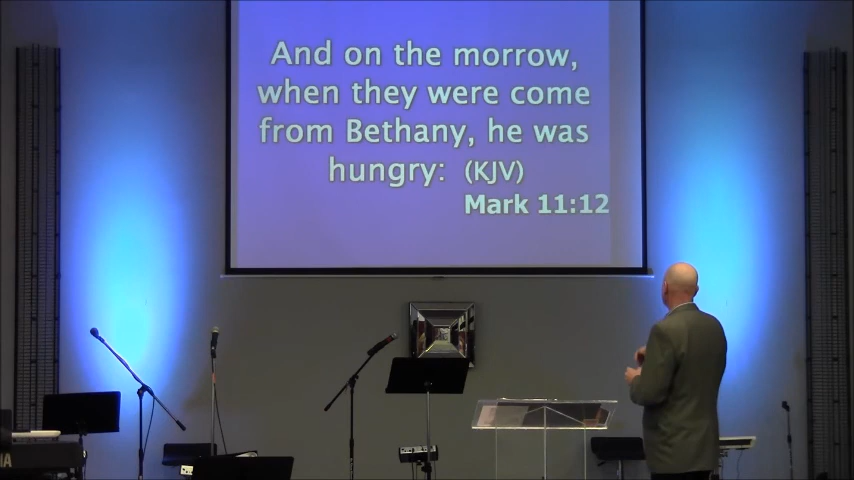 And on the morrow,
when they were come
from Bethany, he was
hungry: (KJV)
Mark 11:12